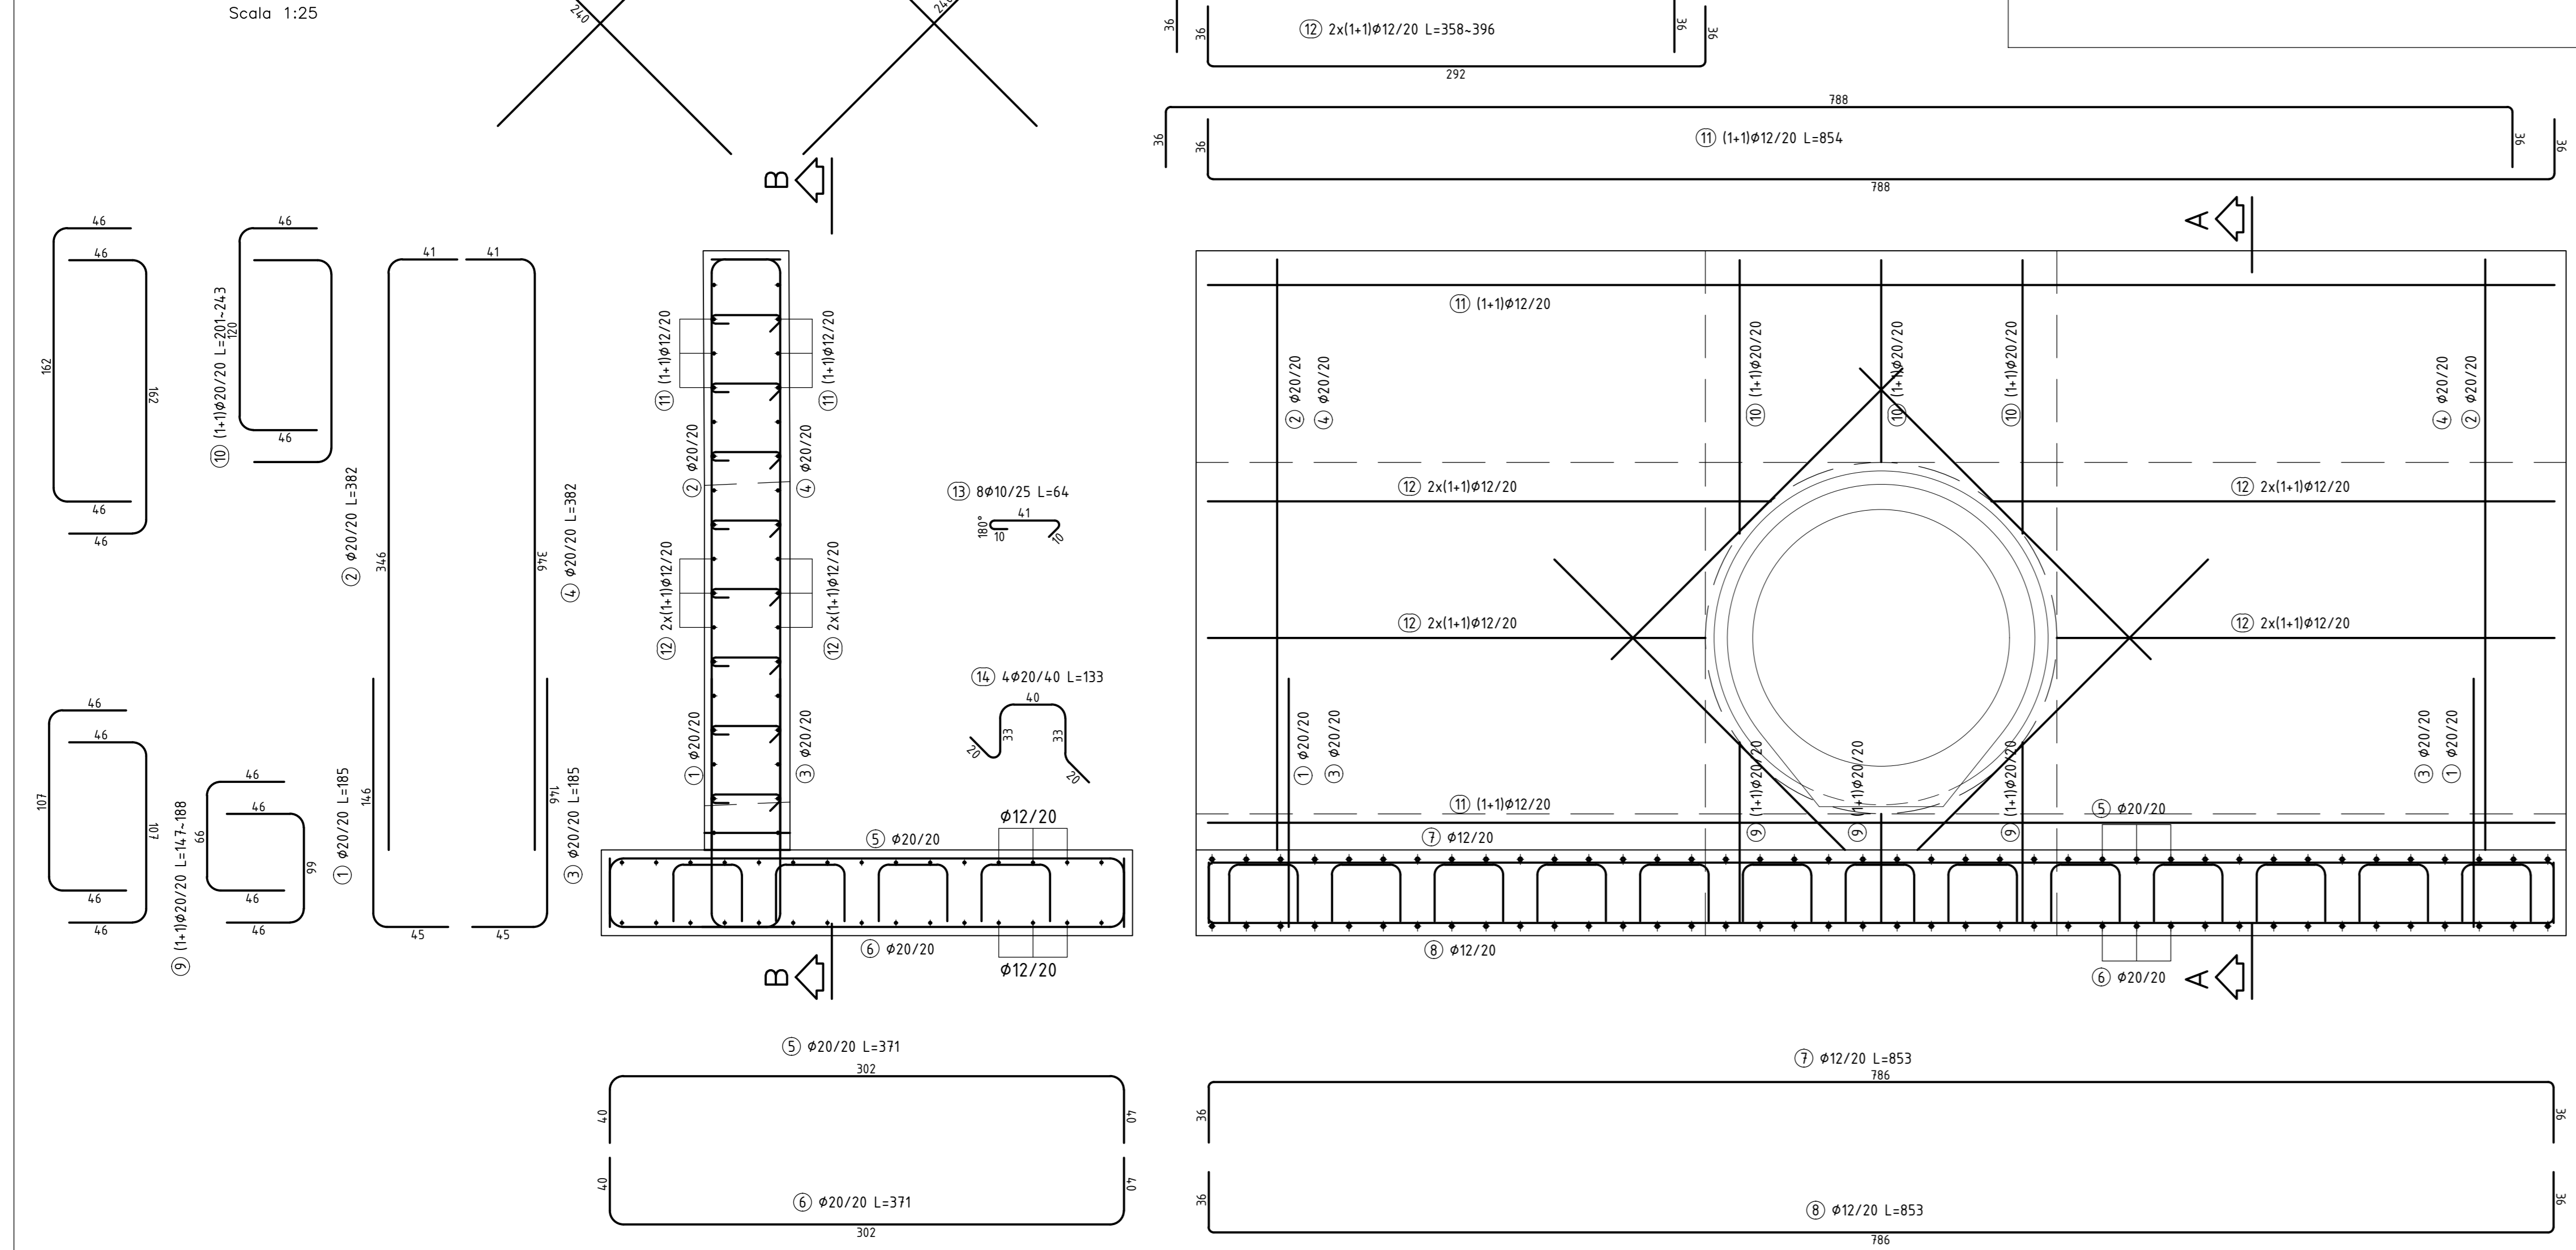 Scala 1:25
240
240
36
36
⑫ 2x(1+1)Φ12/20 L=358~396
36
36
292
788
36
36
⑪ (1+1)Φ12/20 L=854
36
36
788
B
A
46
46
162
162
46
46
46
⑩ (1+1)Φ20/20 L=201~243
120
46
41
41
② Φ20/20 L=382
346
346
④ Φ20/20 L=382
⑪ (1+1)Φ12/20
⑪ (1+1)Φ12/20
② Φ20/20
④ Φ20/20
⑫ 2x(1+1)Φ12/20
⑫ 2x(1+1)Φ12/20
① Φ20/20
③ Φ20/20
⑬ 8Φ10/25 L=64
41
180°
10
10
⑭ 4Φ20/40 L=133
40
33
33
20
20
⑪ (1+1)Φ12/20
② Φ20/20
④ Φ20/20
⑩ (1+1)Φ20/20
⑩ (1+1)Φ20/20
⑩ (1+1)Φ20/20
④ Φ20/20
② Φ20/20
⑫ 2x(1+1)Φ12/20
⑫ 2x(1+1)Φ12/20
⑫ 2x(1+1)Φ12/20
⑫ 2x(1+1)Φ12/20
① Φ20/20
③ Φ20/20
③ Φ20/20
① Φ20/20
⑨ (1+1)Φ20/20
⑨ (1+1)Φ20/20
⑨ (1+1)Φ20/20
⑪ (1+1)Φ12/20
⑤ Φ20/20
⑦ Φ12/20
46
46
107
107
46
46
⑨ (1+1)Φ20/20 L=147~188
46
46
66
66
46
46
① Φ20/20 L=185
146
146
③ Φ20/20 L=185
45
45
⑤ Φ20/20
Φ12/20
⑥ Φ20/20
Φ12/20
⑧ Φ12/20
⑥ Φ20/20
B
A
⑤ Φ20/20 L=371
302
40
40
40
40
⑥ Φ20/20 L=371
302
⑦ Φ12/20 L=853
786
36
36
36
36
⑧ Φ12/20 L=853
786